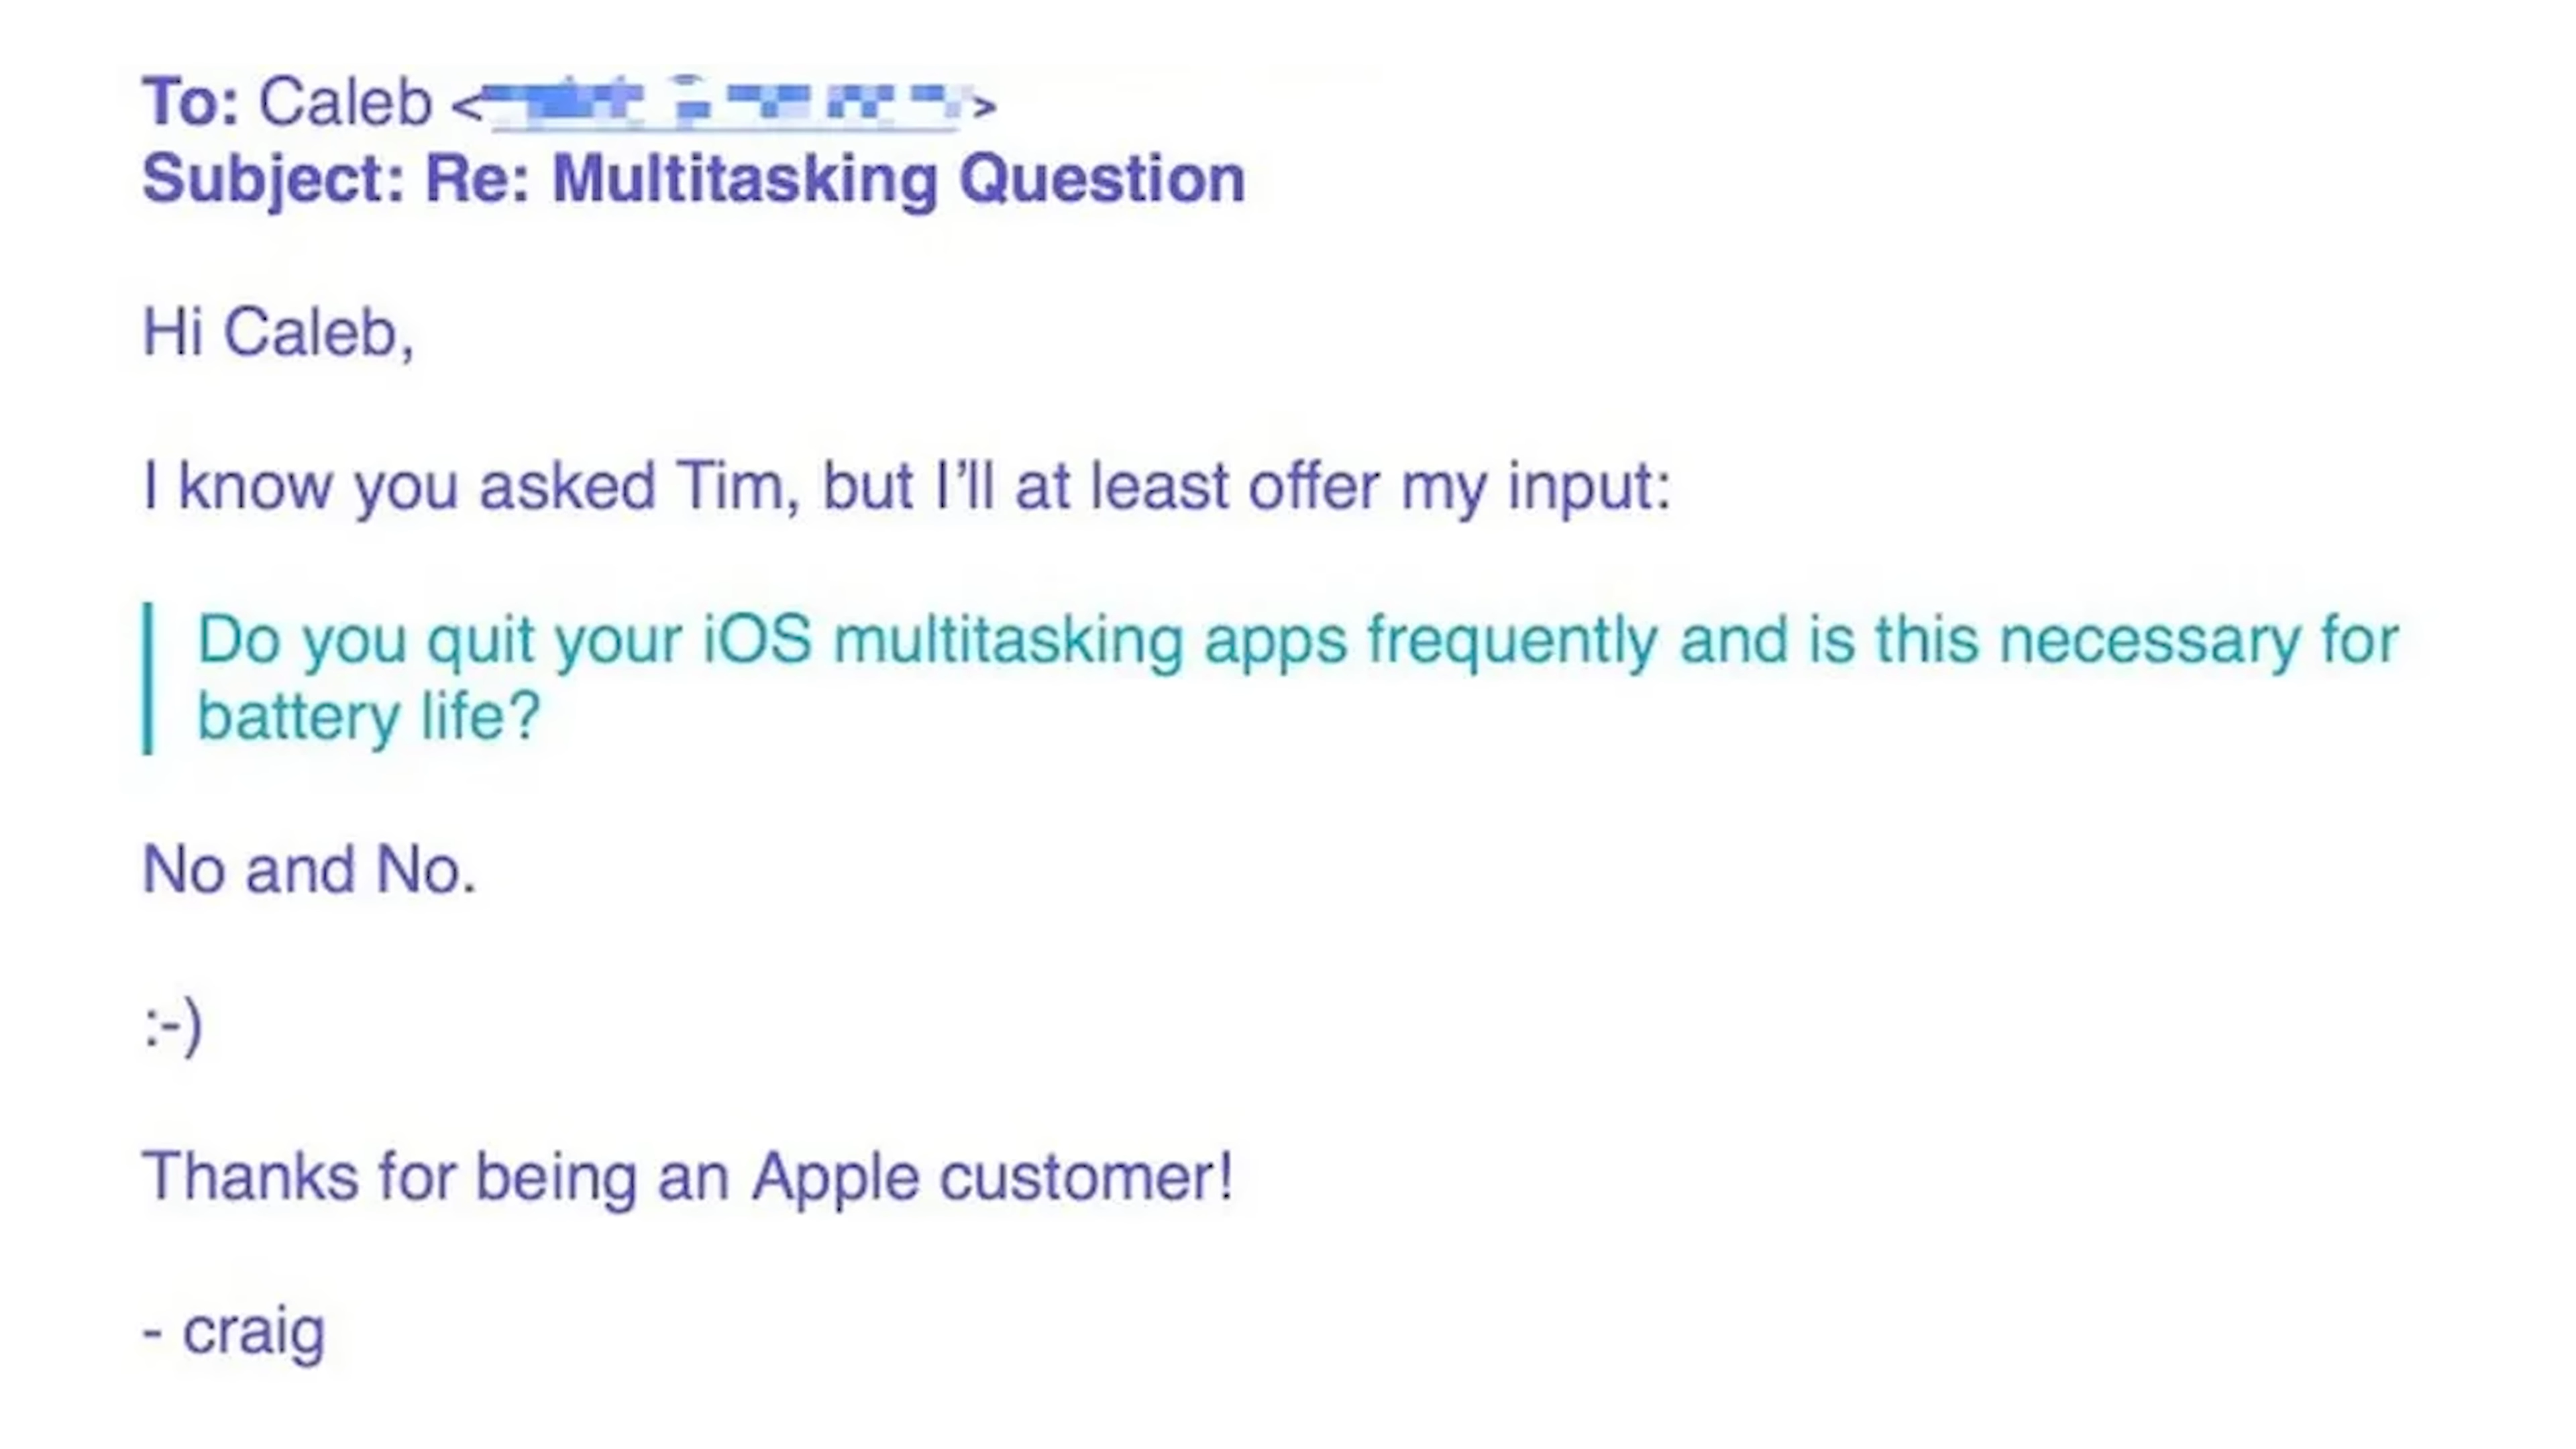 To: Caleb < >
Subject: Re: Multitasking Question
Hi Caleb,
I know you asked Tim, but I’ll at least offer my input:
Do you quit your iOS multitasking apps frequently and is this necessary for
battery life?
No and No.
:-)
Thanks for being an Apple customer!
- craig